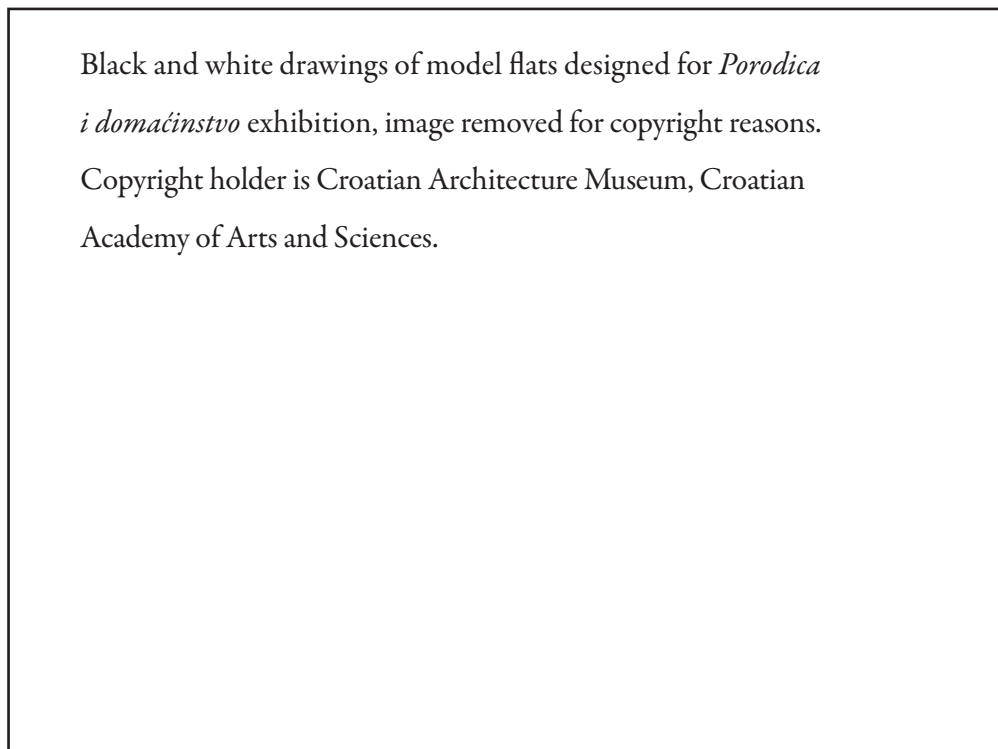 Black and white drawings of model flats designed for Porodica
i domaćinstvo exhibition, image removed for copyright reasons.
Copyright holder is Croatian Architecture Museum, Croatian
Academy of Arts and Sciences.